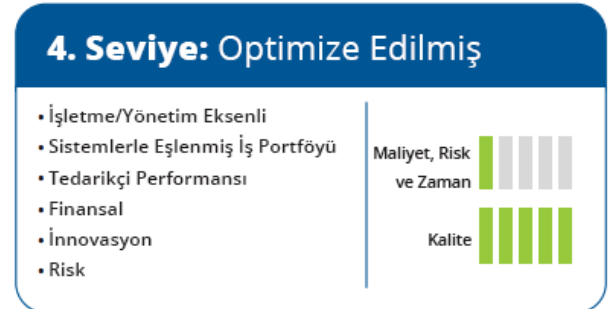 4. Seviye: Optimize Edilmiş
• İşletme/Yönetim Eksenli
• Sistemlerle Eşlenmiş İş Portföyü
• Tedarikçi Performansı
• Finansal
• İnnovasyon
• Risk
Maliyet, Risk
ve Zaman
Kalite